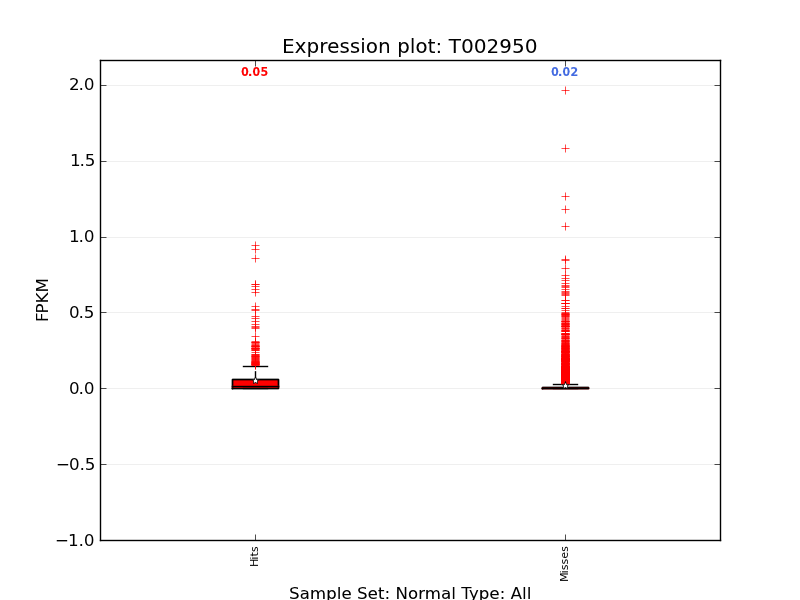 Expression plot: T002950
0.05
0.02
2.0
1.5
1.0
0.5
0.0
−0.5
−1.0
FPKM
Hits
Misses
Sample Set: Normal Type: All